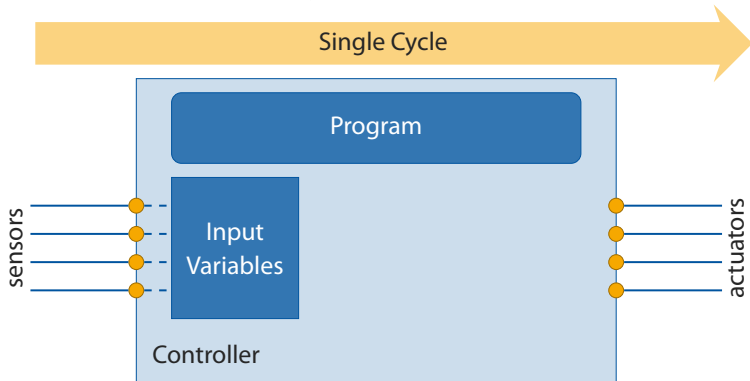 Single Cycle
Program
sensors
Input
Variables
actuators
Controller